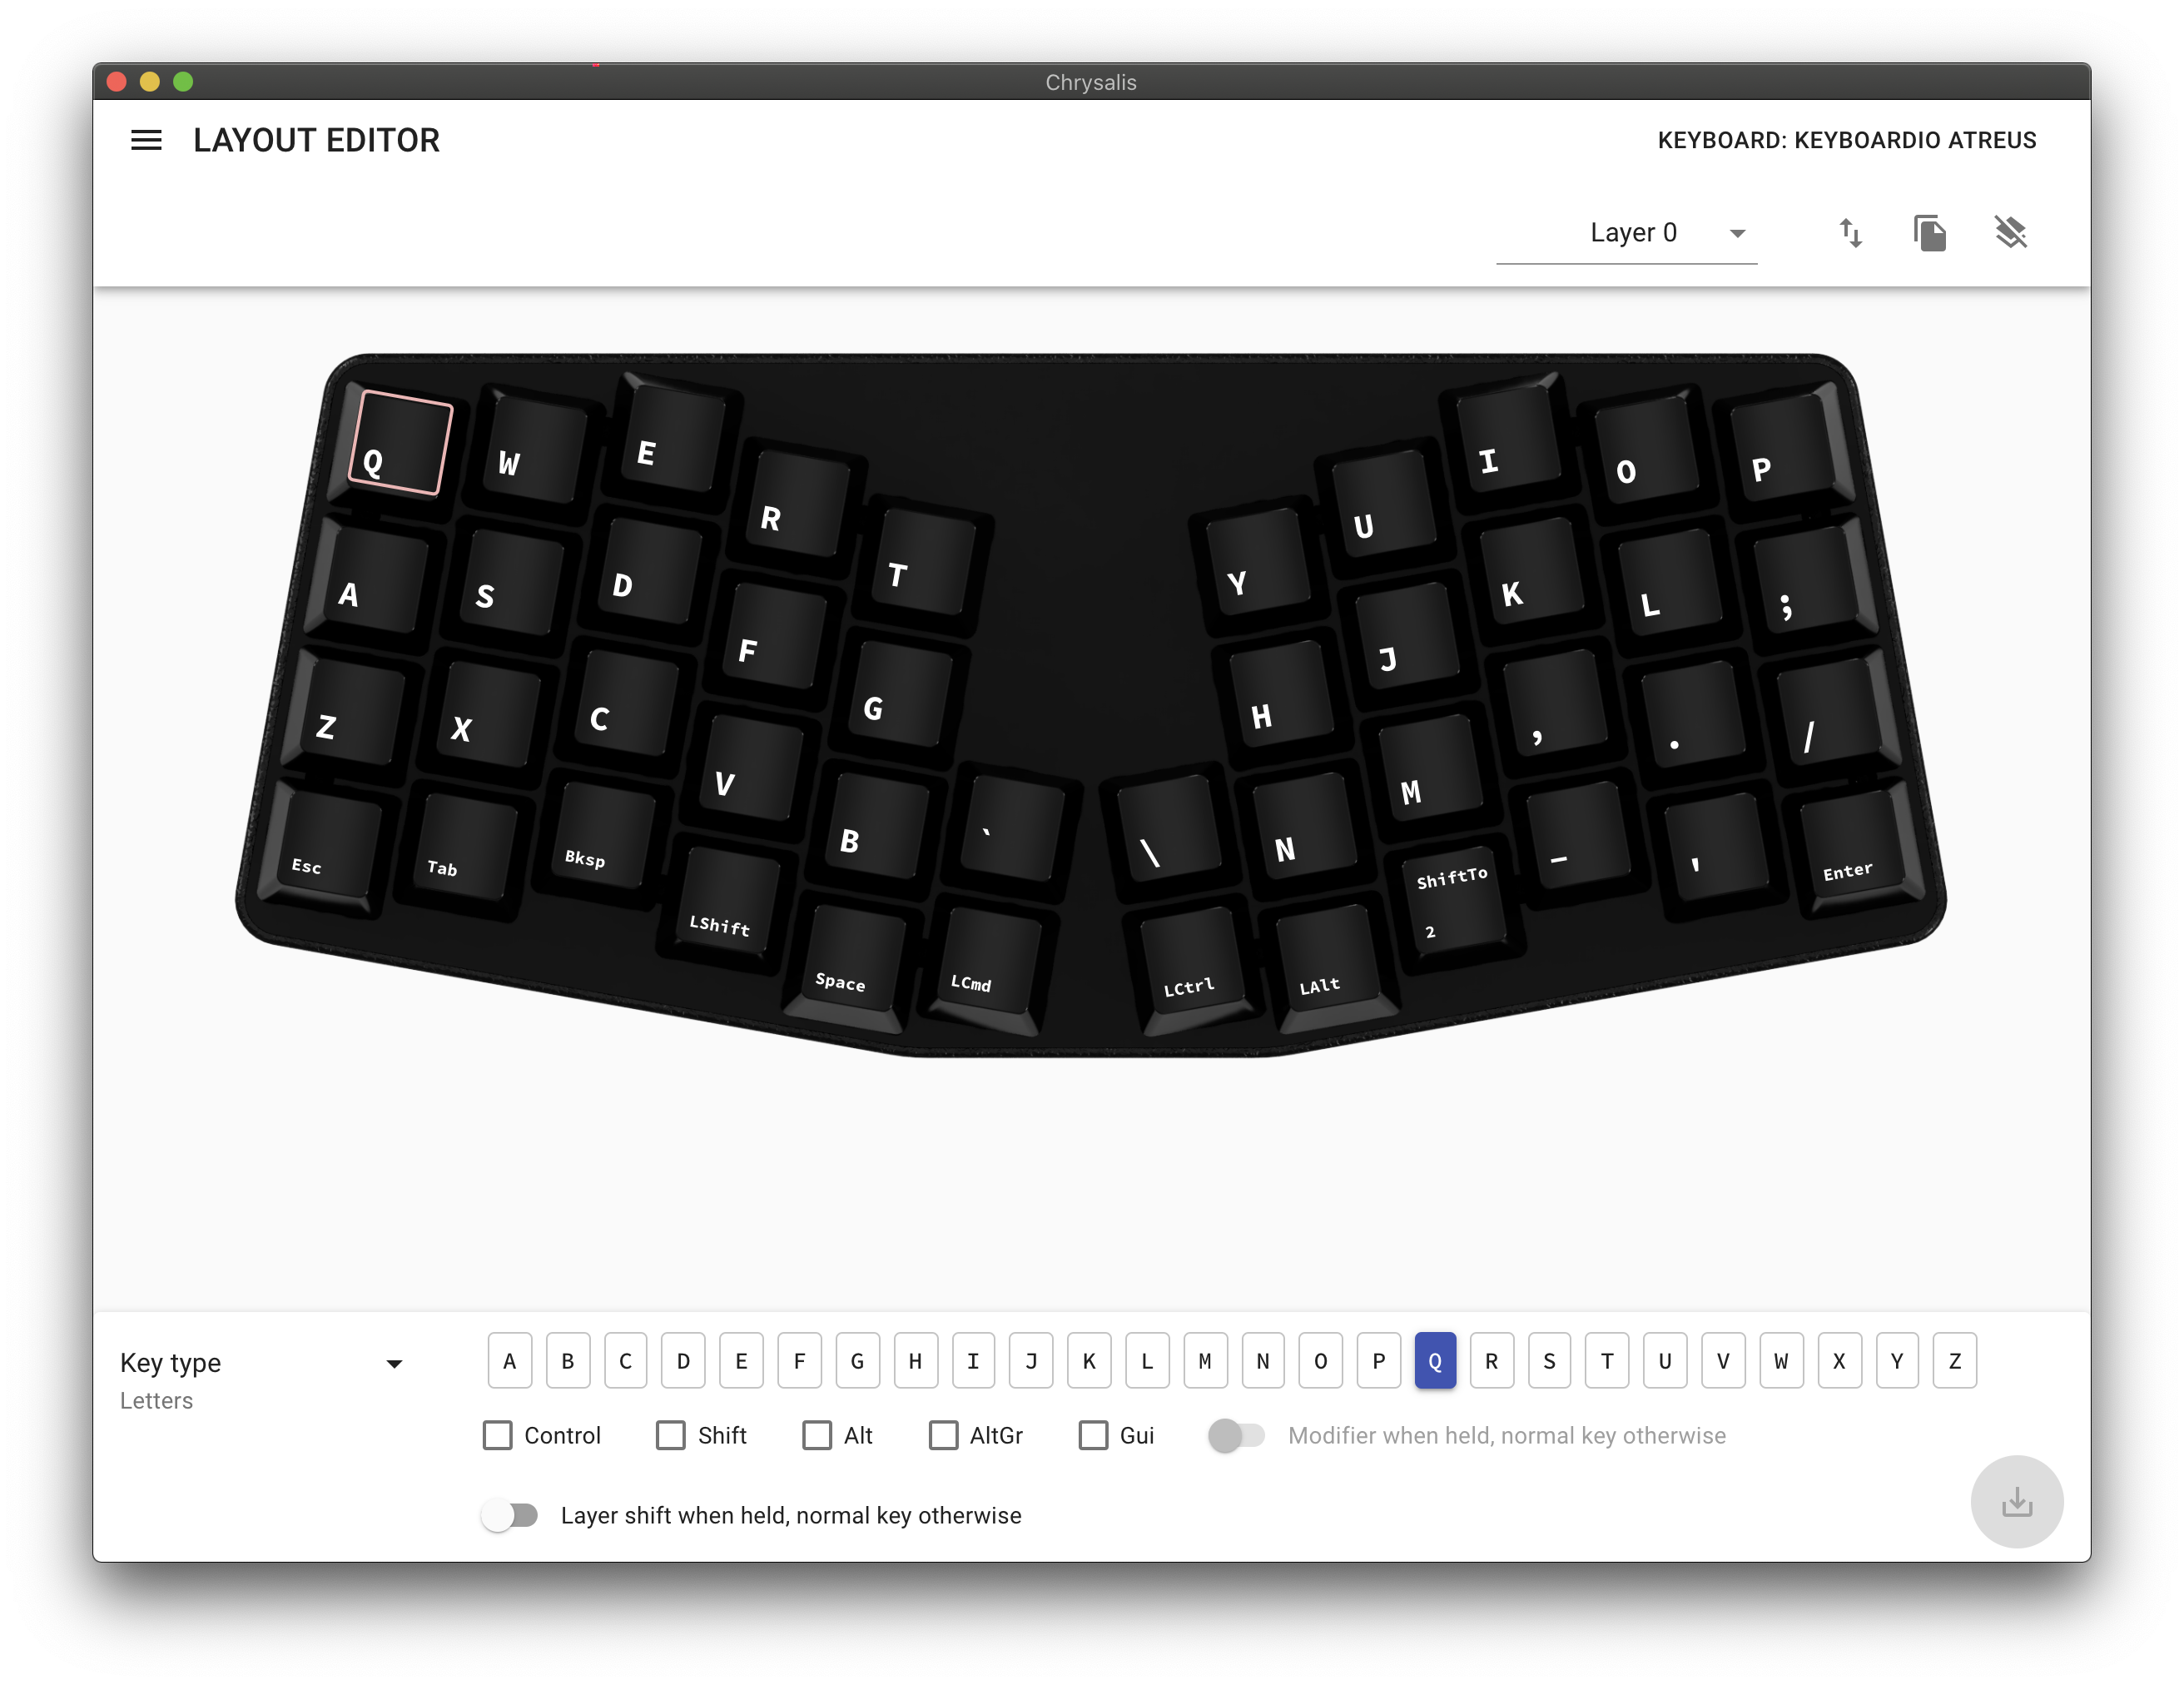 Chrysalis
LAYOUT EDITOR
KEYBOARD: KEYBOARDIO ATREUS
Layer 0
Q W E R T Y U I O P
A S D F G H J K L ;
Z X C V B ` \ N M , . /
Esc Tab Bksp LShift Space LCmd LCtrl LAlt ShiftTo 2 - ' Enter
Key type
Letters
A B C D E F G H I J K L M N O P Q R S T U V W X Y Z
Control Shift Alt AltGr Gui Modifier when held, normal key otherwise
Layer shift when held, normal key otherwise